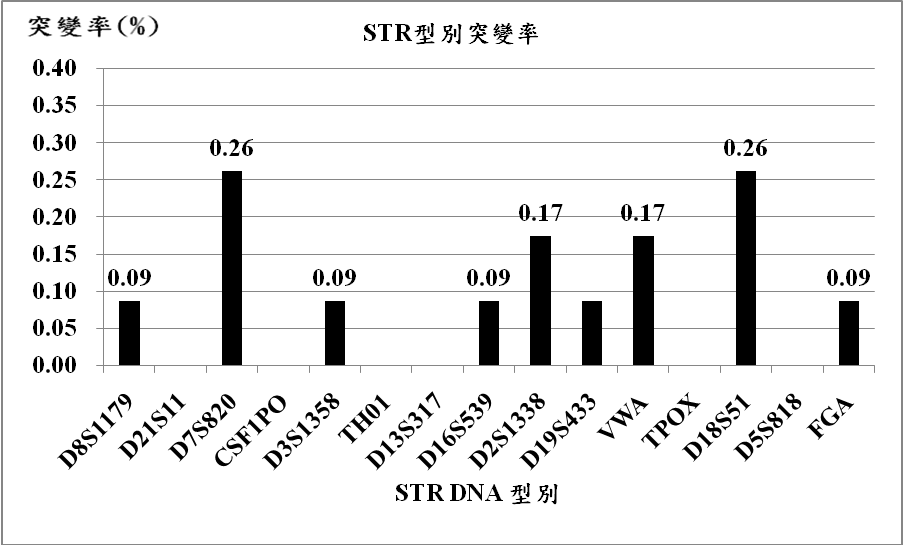 突變率(%)
STR型別突變率
0.40
0.35
0.30
0.25
0.20
0.15
0.10
0.05
0.00
0.09
0.26
0.09
0.09
0.17
0.17
0.26
0.09
D8S1179
D21S11
D7S820
CSF1PO
D3S1358
TH01
D13S317
D16S539
D2S1338
D19S433
VWA
TPOX
D18S51
D5S818
FGA
STR DNA 型別